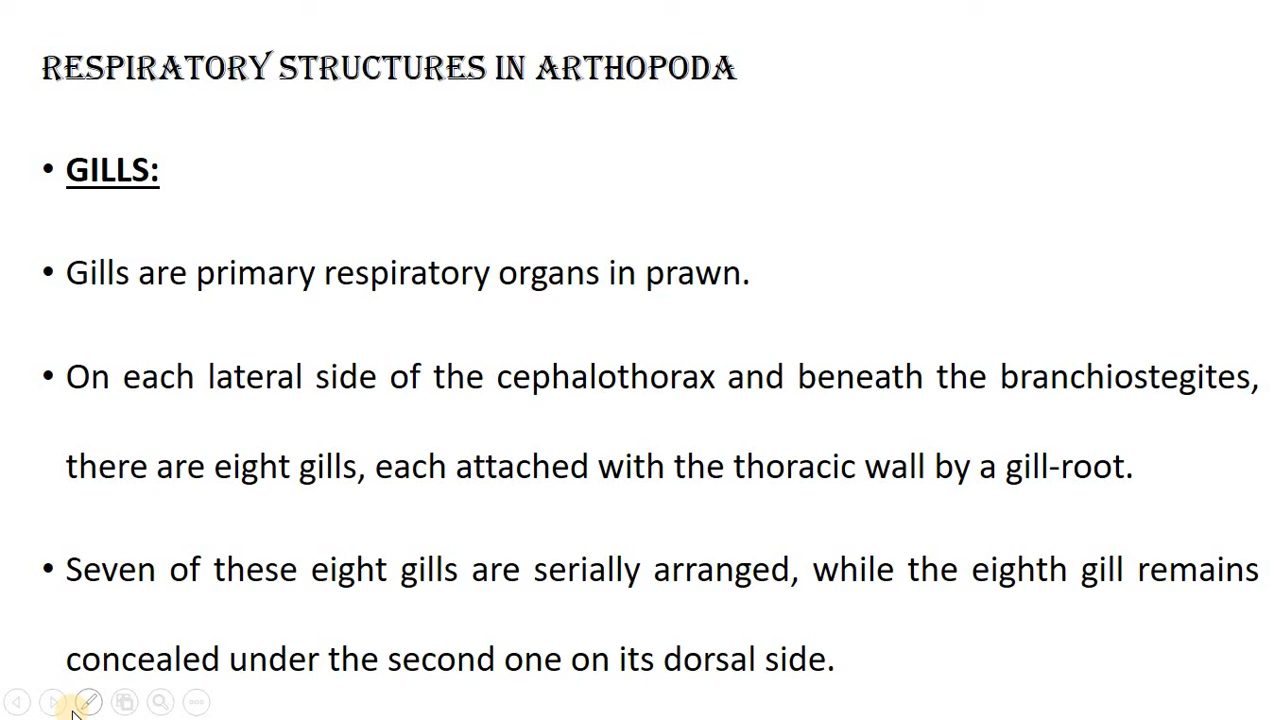 RESPIRATORY STRUCTURES IN ARTHOPODA
• GILLS:
• Gills are primary respiratory organs in prawn.
• On each lateral side of the cephalothorax and beneath the branchiostegites,
there are eight gills, each attached with the thoracic wall by a gill-root.
• Seven of these eight gills are serially arranged, while the eighth gill remains
concealed under the second one on its dorsal side.